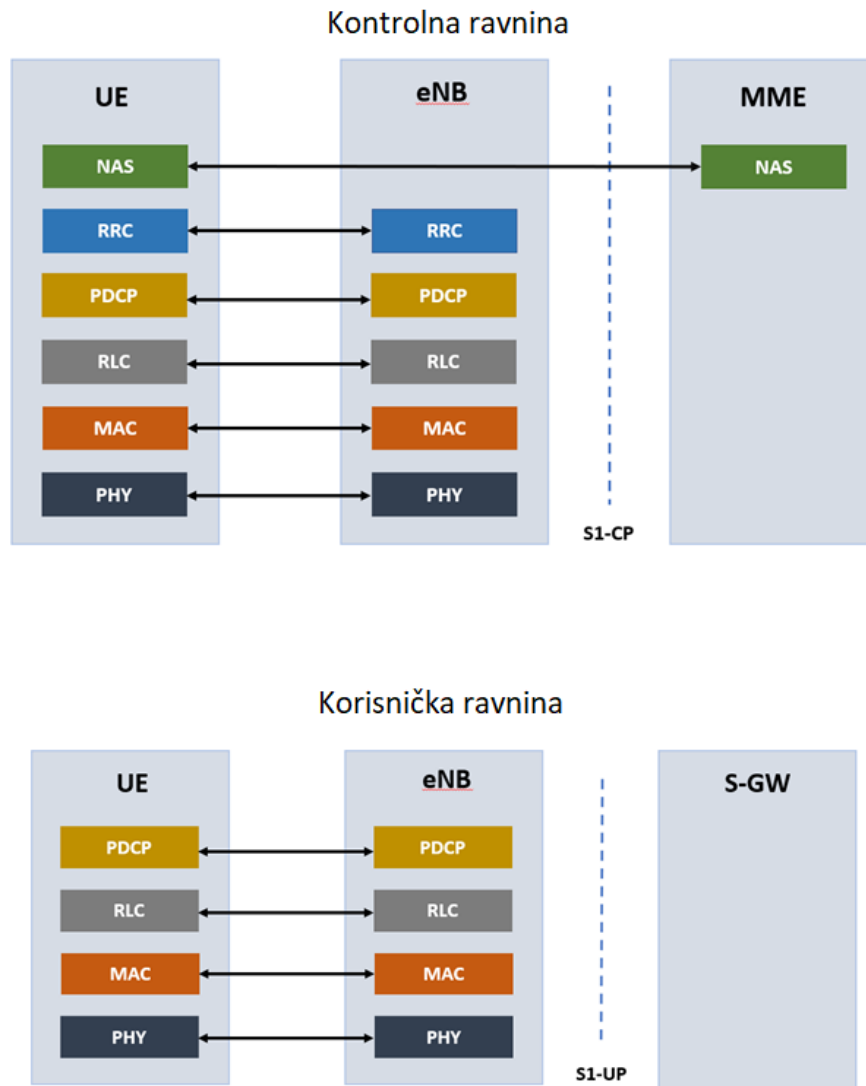 Kontrolna ravnina
UE
eNB
MME
NAS
NAS
RRC
RRC
PDCP
PDCP
RLC
RLC
MAC
MAC
PHY
PHY
S1-CP
Korisnička ravnina
UE
eNB
S-GW
PDCP
PDCP
RLC
RLC
MAC
MAC
PHY
PHY
S1-UP